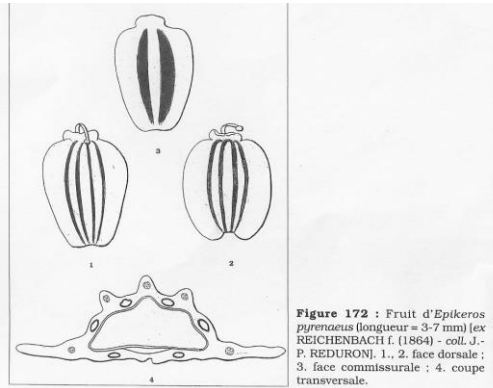 3
1
2
4
Figure 172 : Fruit d'Epikeros
pyrenaeus (longueur = 3-7 mm) [ex
REICHENBACH f. (1864) - coll. J.-
P. REDURON]. 1., 2. face dorsale ;
3. face commissurale ; 4. coupe
transversale.